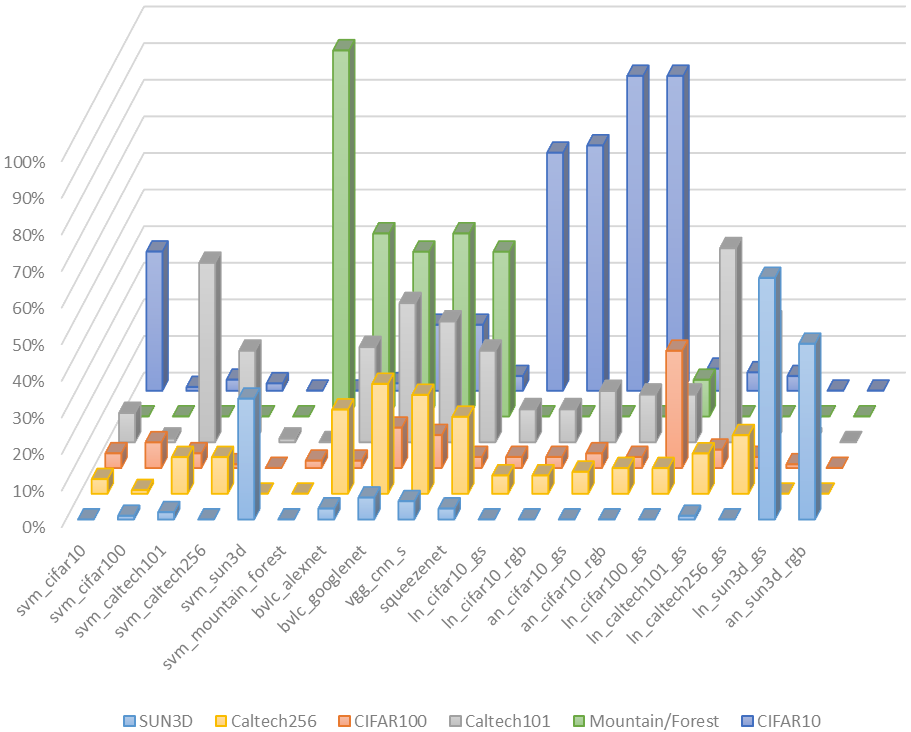 100%
90%
80%
70%
60%
50%
40%
30%
20%
10%
0%
svm_cifar10
svm_cifar100
svm_caltech101
svm_caltech256
svm_sun3d
svm_mountain_forest
bvlc_alexnet
bvlc_googlenet
vgg_cnn_s
squeezenet
ln_cifar10_gs
ln_cifar10_rgb
an_cifar10_gs
an_cifar10_rgb
ln_cifar100_gs
ln_caltech101_gs
ln_caltech256_gs
ln_sun3d_gs
an_sun3d_rgb
SUN3D Caltech256 CIFAR100 Caltech101 Mountain/Forest CIFAR10